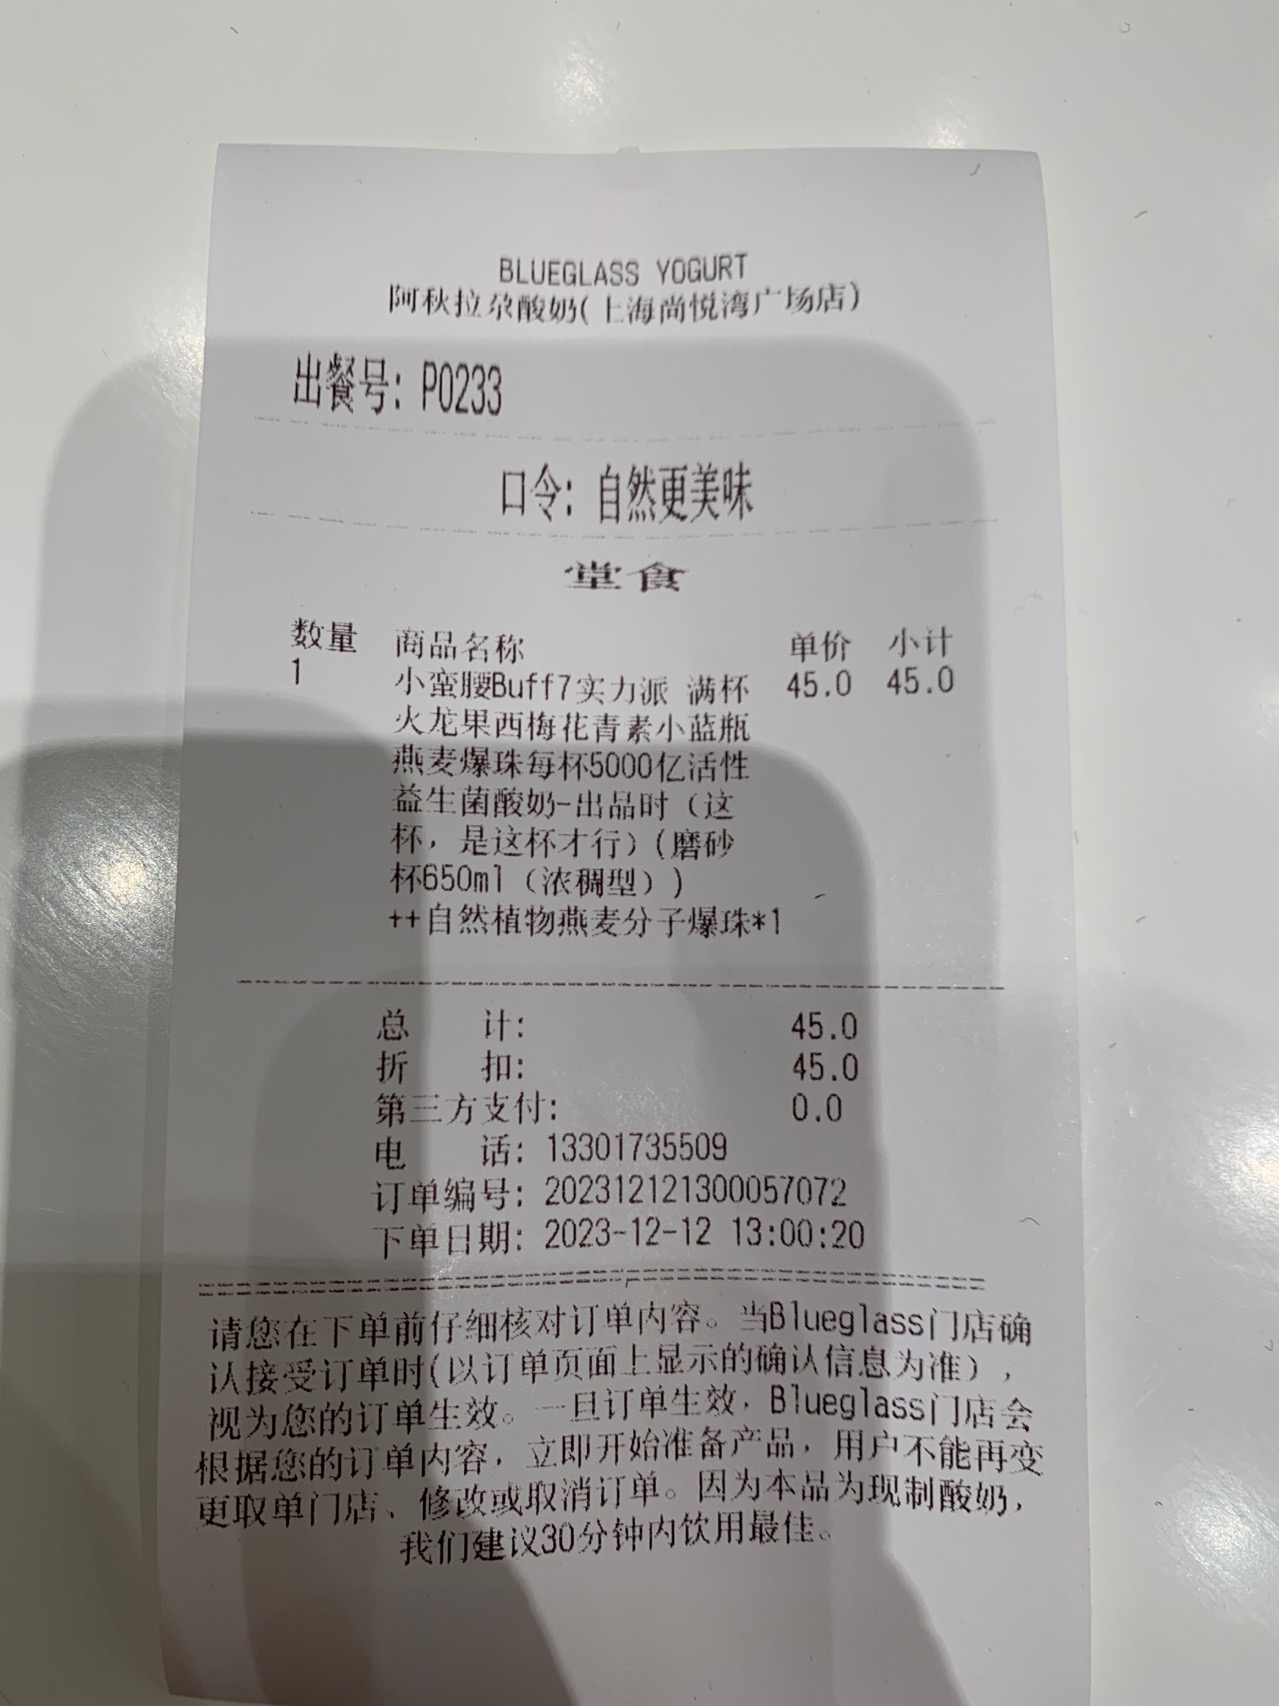 BLUEGLASS YOGURT
阿秋拉尕酸奶(上海尚悦湾广场店)
出餐号: P0233
口令: 自然更美味
堂食
数量 商品名称 单价 小计
1 小蛮腰Buff7实力派 满杯 45.0 45.0
火龙果西梅花青素小蓝瓶
燕麦爆珠每杯5000亿活性
益生菌酸奶-出品时（这
杯，是这杯才行）(磨砂
杯650ml（浓稠型）)
++自然植物燕麦分子爆珠*1
总 计: 45.0
折 扣: 45.0
第三方支付: 0.0
电 话: 13301735509
订单编号: 202312121300057072
下单日期: 2023-12-12 13:00:20
请您在下单前仔细核对订单内容。当Blueglass门店确
认接受订单时(以订单页面上显示的确认信息为准)，
视为您的订单生效。一旦订单生效，Blueglass门店会
根据您的订单内容，立即开始准备产品，用户不能再变
更取单门店、修改或取消订单。因为本品为现制酸奶，
我们建议30分钟内饮用最佳。